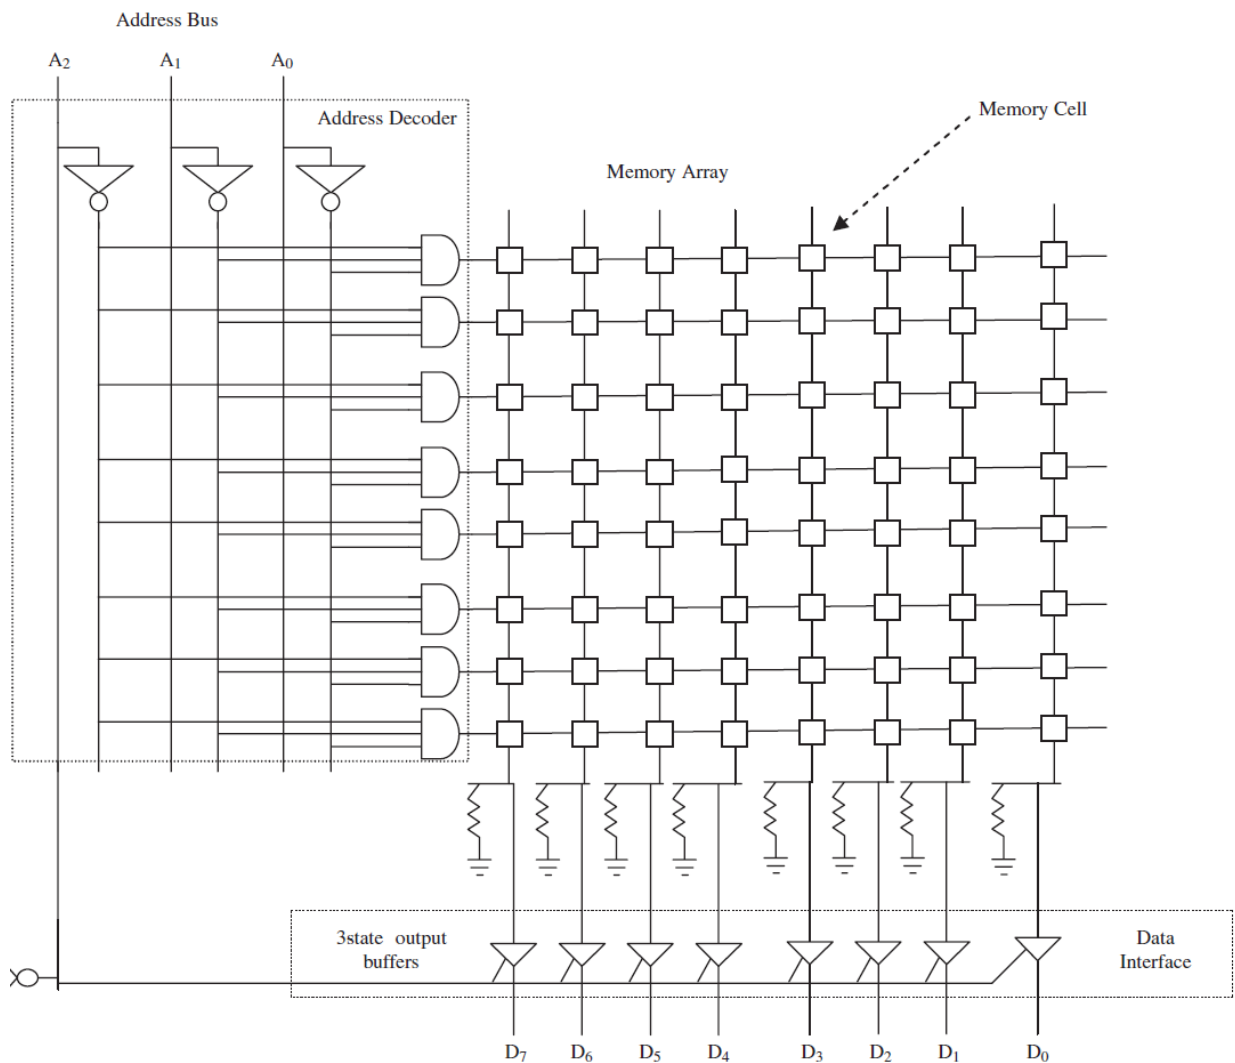 Address Bus
A₂ A₁ A₀
Address Decoder
Memory Cell
Memory Array
3state output
buffers
Data
Interface
D₇ D₆ D₅ D₄ D₃ D₂ D₁ D₀